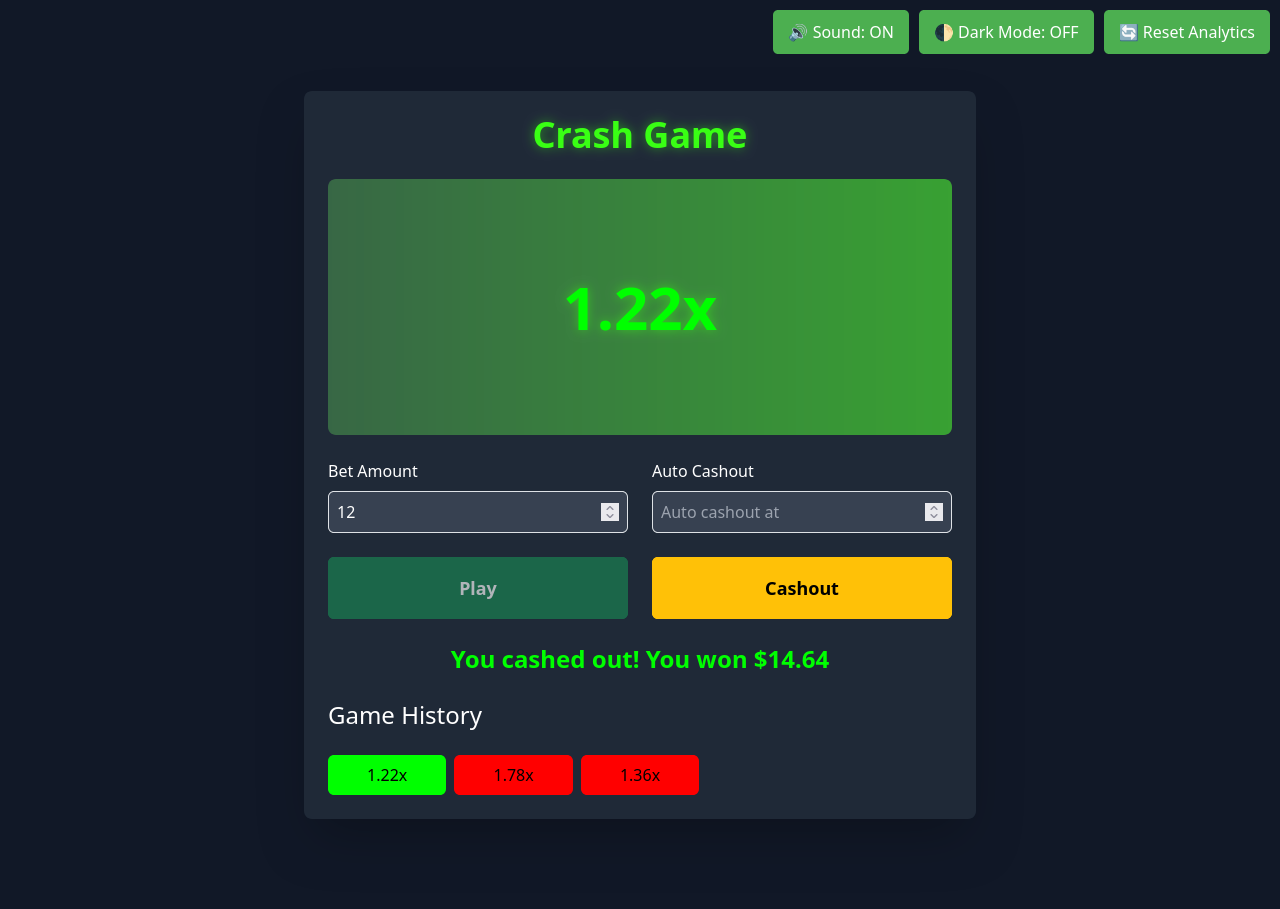 🔊 Sound: ON
🌓 Dark Mode: OFF
🔄 Reset Analytics
Crash Game
1.22x
Bet Amount
Auto Cashout
12
Auto cashout at
Play
Cashout
You cashed out! You won $14.64
Game History
1.22x
1.78x
1.36x